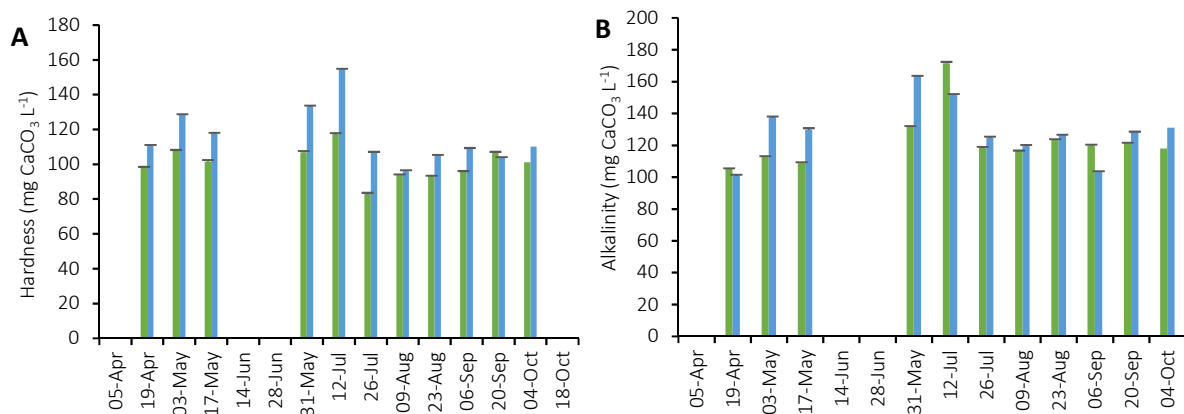 A
Hardness (mg CaCO₃ L⁻¹)
180
160
140
120
100
80
60
40
20
0
05-Apr
19-Apr
03-May
17-May
14-Jun
28-Jun
31-May
12-Jul
26-Jul
09-Aug
23-Aug
06-Sep
20-Sep
04-Oct
18-Oct
B
Alkalinity (mg CaCO₃ L⁻¹)
200
180
160
140
120
100
80
60
40
20
0
05-Apr
19-Apr
03-May
17-May
14-Jun
28-Jun
31-May
12-Jul
26-Jul
09-Aug
23-Aug
06-Sep
20-Sep
04-Oct